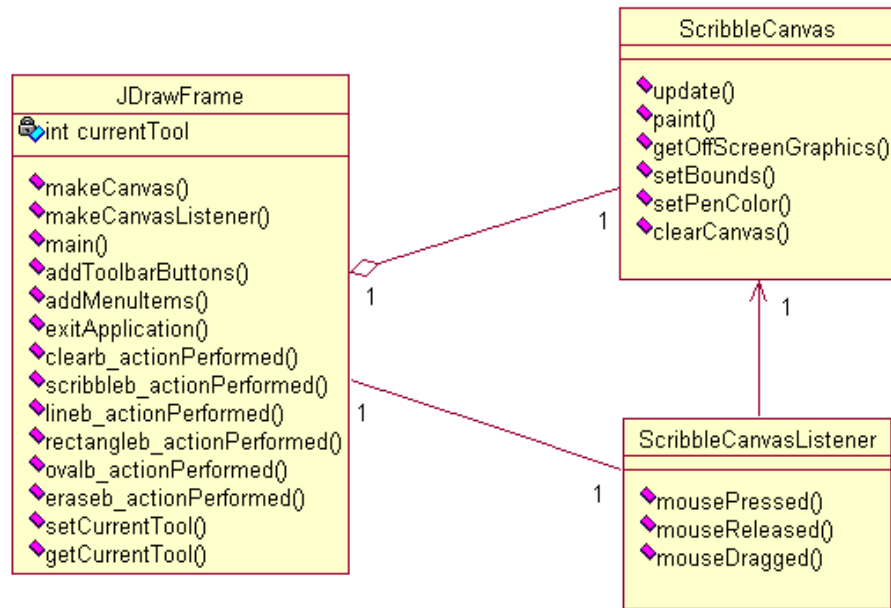 JDrawFrame
int currentTool
makeCanvas()
makeCanvasListener()
main()
addToolbarButtons()
addMenuItems()
exitApplication()
clearb_actionPerformed()
scribbleb_actionPerformed()
lineb_actionPerformed()
rectangleb_actionPerformed()
ovalb_actionPerformed()
eraseb_actionPerformed()
setCurrentTool()
getCurrentTool()
1
1
1
1
ScribbleCanvas
update()
paint()
getOffScreenGraphics()
setBounds()
setPenColor()
clearCanvas()
1
ScribbleCanvasListener
mousePressed()
mouseReleased()
mouseDragged()